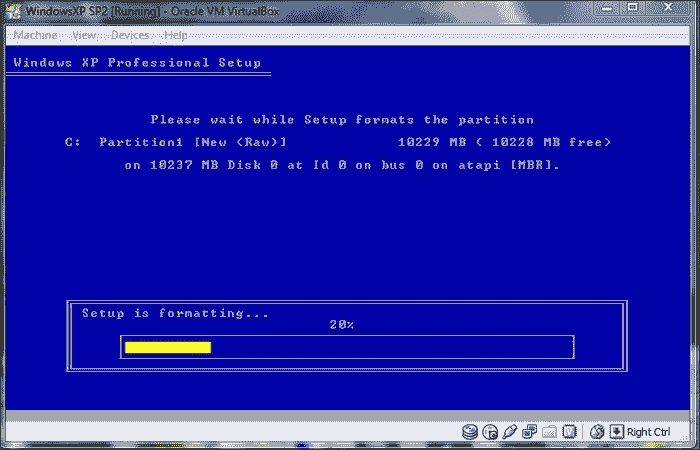 WindowsXP SP2 [Running] - Oracle VM VirtualBox
Machine View Devices Help
Windows XP Professional Setup
Please wait while Setup formats the partition
C: Partition1 [New (Raw)] 10229 MB ( 10228 MB free)
on 10237 MB Disk 0 at Id 0 on bus 0 on atapi [MBR].
Setup is formatting...
20%
Right Ctrl